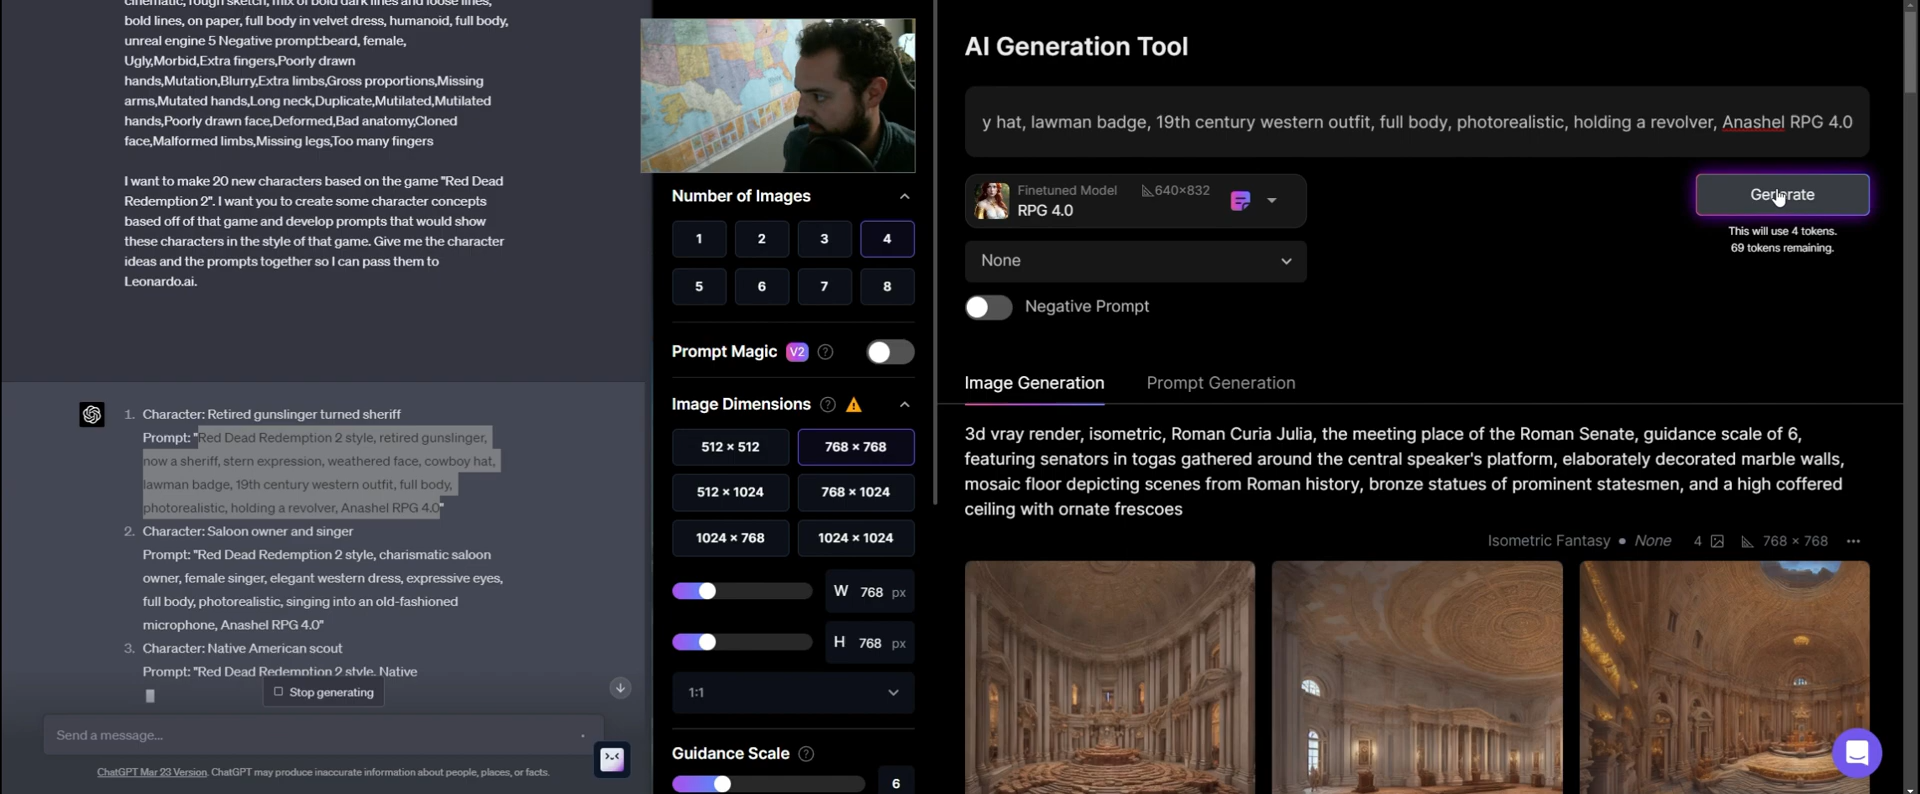 cinematic, rough sketch, mix of bold dark lines and loose lines,
bold lines, on paper, full body in velvet dress, humanoid, full body,
unreal engine 5 Negative prompt:beard, female,
Ugly,Morbid,Extra fingers,Poorly drawn
hands,Mutation,Blurry,Extra limbs,Gross proportions,Missing
arms,Mutated hands,Long neck,Duplicate,Mutilated,Mutilated
hands,Poorly drawn face,Deformed,Bad anatomy,Cloned
face,Malformed limbs,Missing legs,Too many fingers
I want to make 20 new characters based on the game "Red Dead
Redemption 2". I want you to create some character concepts
based off of that game and develop prompts that would show
these characters in the style of that game. Give me the character
ideas and the prompts together so I can pass them to
Leonardo.ai.
1. Character: Retired gunslinger turned sheriff
Prompt: "Red Dead Redemption 2 style, retired gunslinger,
now a sheriff, stern expression, weathered face, cowboy hat,
lawman badge, 19th century western outfit, full body,
photorealistic, holding a revolver, Anashel RPG 4.0"
2. Character: Saloon owner and singer
Prompt: "Red Dead Redemption 2 style, charismatic saloon
owner, female singer, elegant western dress, expressive eyes,
full body, photorealistic, singing into an old-fashioned
microphone, Anashel RPG 4.0"
3. Character: Native American scout
Prompt: "Red Dead Redemption 2 style, Native
Stop generating
Send a message...
ChatGPT Mar 23 Version. ChatGPT may produce inaccurate information about people, places, or facts.
Number of Images
1 2 3 4
5 6 7 8
Prompt Magic V2 ?
Image Dimensions ?
512 × 512 768 × 768
512 × 1024 768 × 1024
1024 × 768 1024 × 1024
W 768 px
H 768 px
1:1
Guidance Scale ?
6
AI Generation Tool
y hat, lawman badge, 19th century western outfit, full body, photorealistic, holding a revolver, Anashel RPG 4.0
Finetuned Model 640×832
RPG 4.0
Generate
This will use 4 tokens.
69 tokens remaining.
None
Negative Prompt
Image Generation Prompt Generation
3d vray render, isometric, Roman Curia Julia, the meeting place of the Roman Senate, guidance scale of 6,
featuring senators in togas gathered around the central speaker's platform, elaborately decorated marble walls,
mosaic floor depicting scenes from Roman history, bronze statues of prominent statesmen, and a high coffered
ceiling with ornate frescoes
Isometric Fantasy • None 4 768 × 768 ...